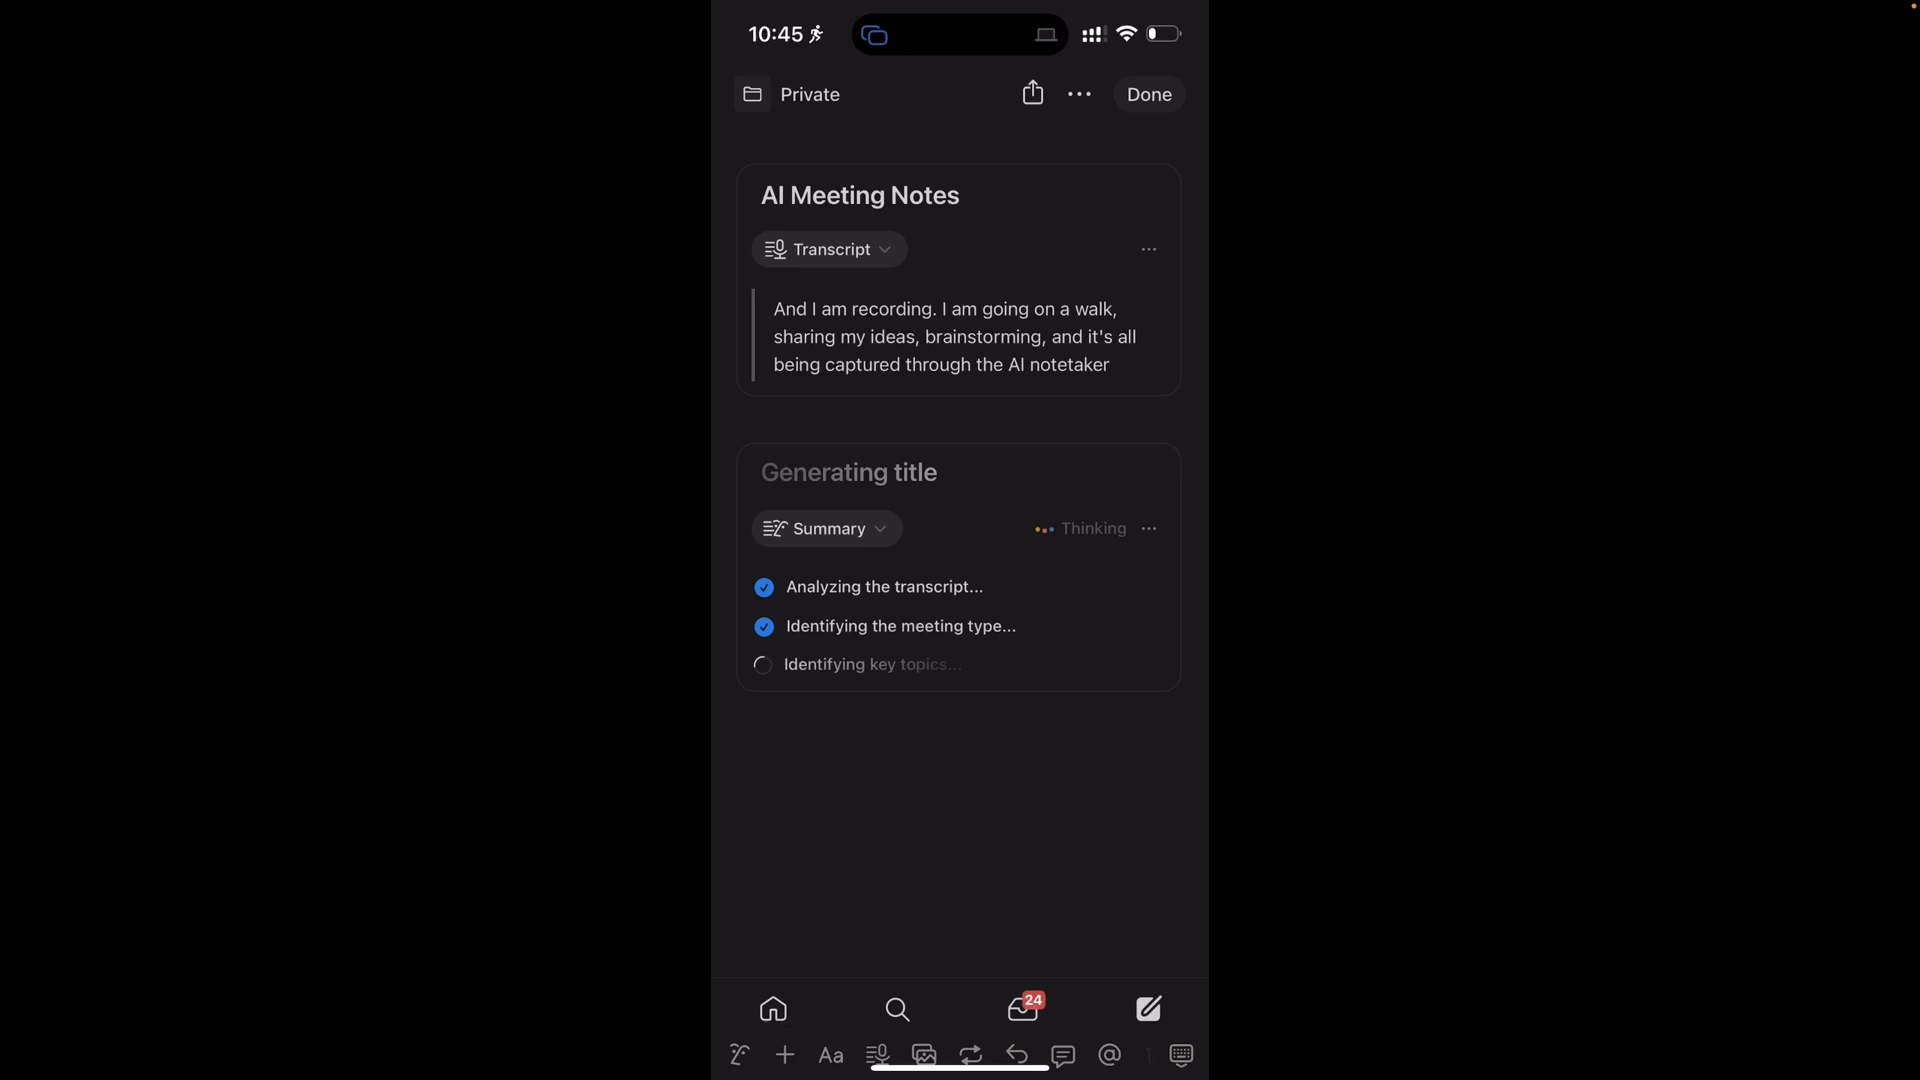 10:45
Private
Done
AI Meeting Notes
Transcript
And I am recording. I am going on a walk,
sharing my ideas, brainstorming, and it's all
being captured through the AI notetaker
Generating title
Summary
Thinking
Analyzing the transcript...
Identifying the meeting type...
Identifying key topics...
24
Aa
@